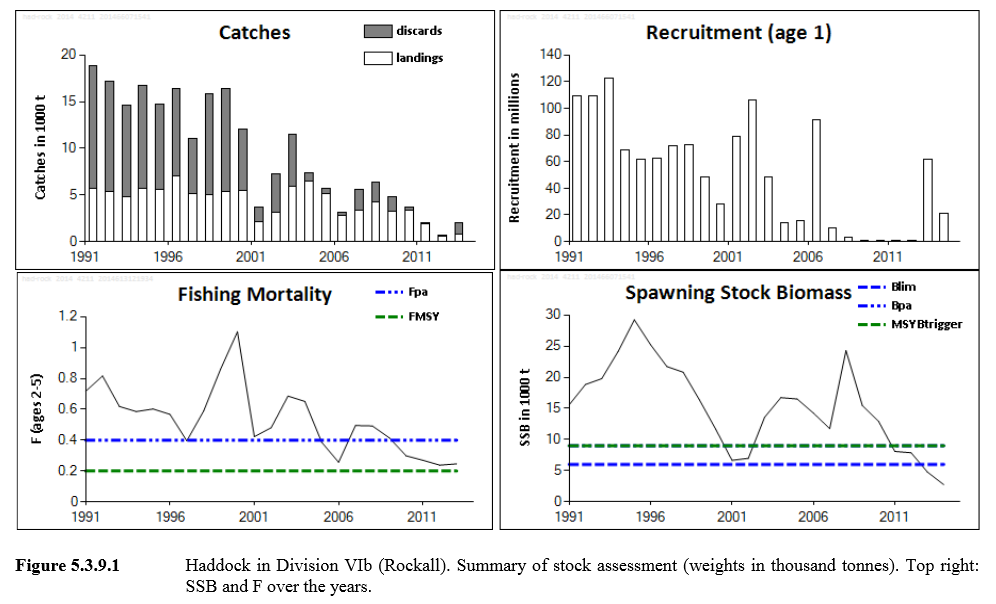 Catches
discards
landings
Catches in 1000 t
20
15
10
5
0
1991
1996
2001
2006
2011
Recruitment (age 1)
Recruitment in millions
140
120
100
80
60
40
20
0
1991
1996
2001
2006
2011
Fishing Mortality
Fpa
FMSY
F (ages 2-5)
1.2
1
0.8
0.6
0.4
0.2
0
1991
1996
2001
2006
2011
Spawning Stock Biomass
Blim
Bpa
MSYBtrigger
SSB in 1000 t
30
25
20
15
10
5
0
1991
1996
2001
2006
2011
Figure 5.3.9.1 Haddock in Division VIb (Rockall). Summary of stock assessment (weights in thousand tonnes). Top right:
SSB and F over the years.